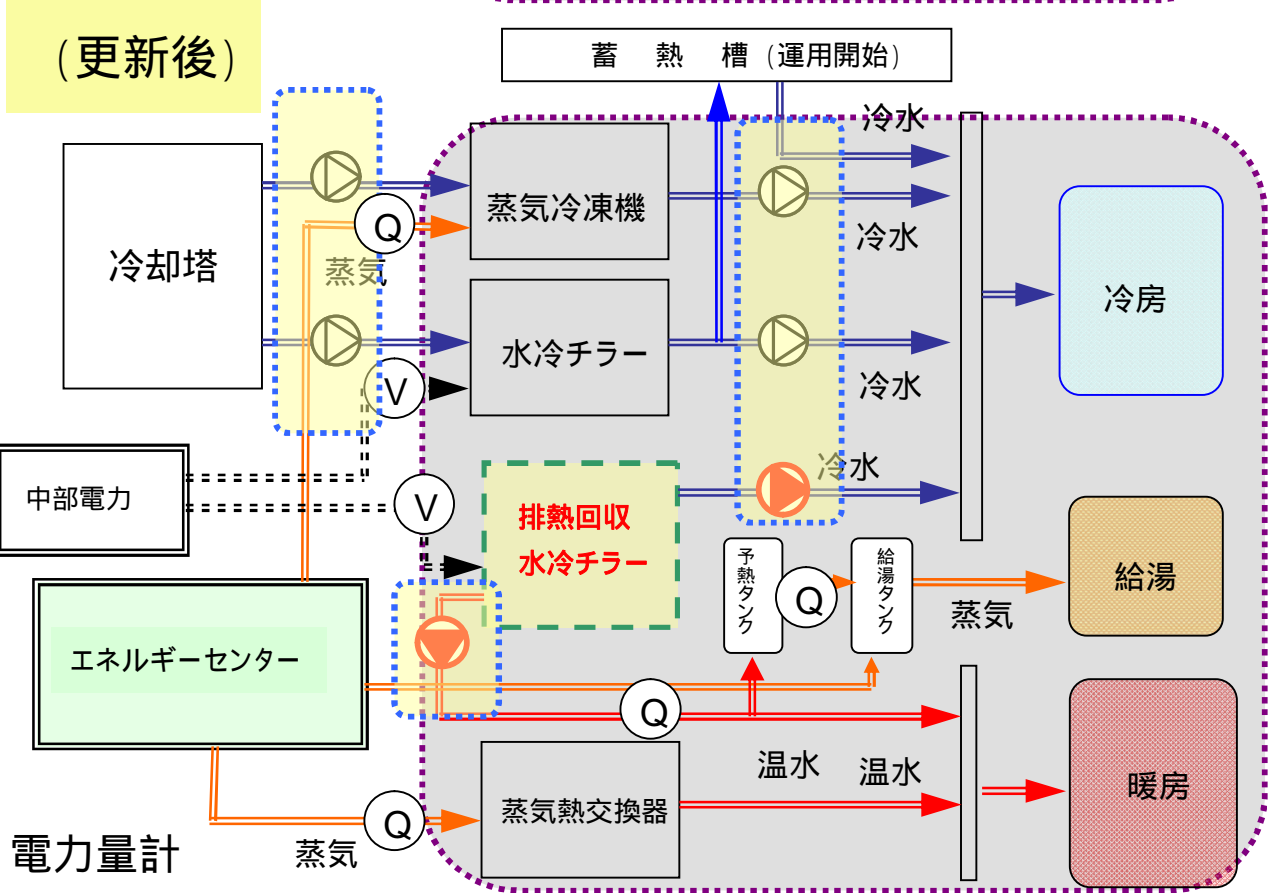 (更新後)
蓄 熱 槽 (運用開始)
冷水
蒸気冷凍機
Q
冷水
冷却塔
蒸気
冷房
水冷チラー
V
冷水
冷水
中部電力
V
排熱回収
水冷チラー
予熱タンク
Q
給湯タンク
給湯
蒸気
エネルギーセンター
Q
温水
温水
暖房
蒸気熱交換器
Q
電力量計
蒸気